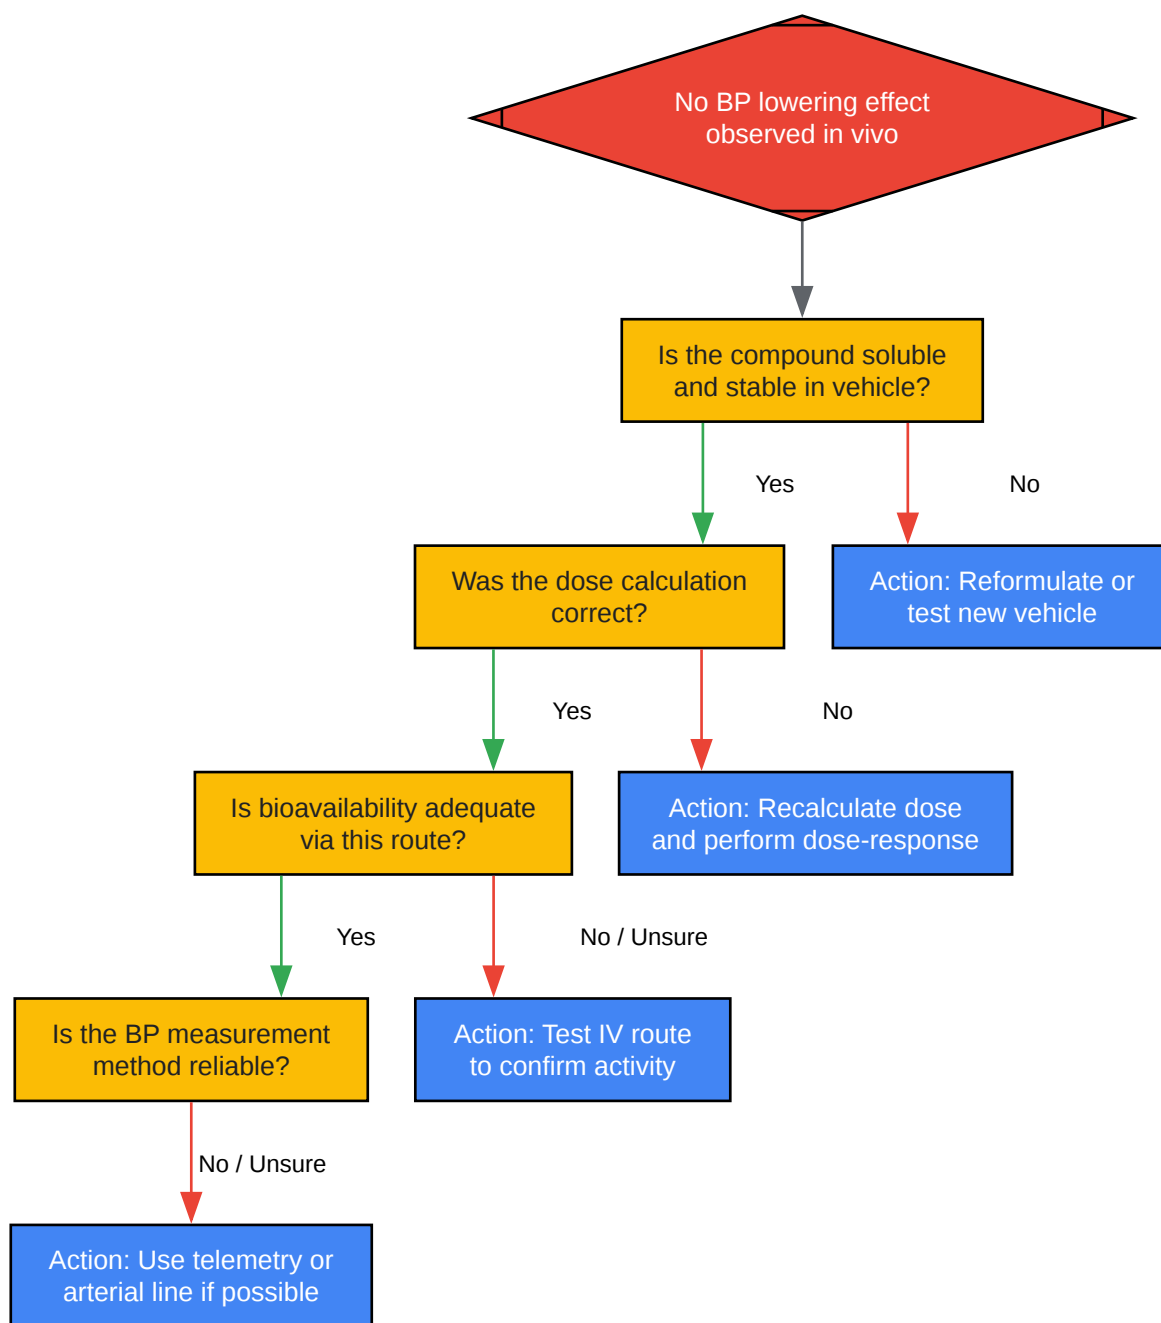 No BP lowering effect
observed in vivo
Is the compound soluble
and stable in vehicle?
Yes
No
Was the dose calculation
correct?
Action: Reformulate or
test new vehicle
Yes
No
Is bioavailability adequate
via this route?
Action: Recalculate dose
and perform dose-response
Yes
No / Unsure
Is the BP measurement
method reliable?
Action: Test IV route
to confirm activity
No / Unsure
Action: Use telemetry or
arterial line if possible